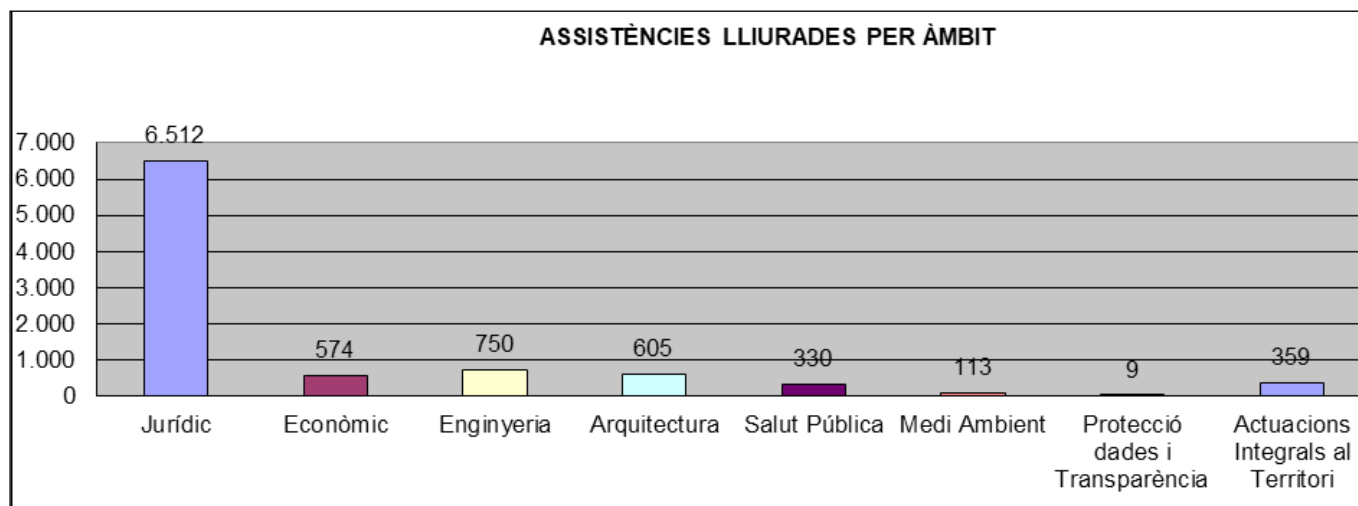 ASSISTÈNCIES LLIURADES PER ÀMBIT
7.000
6.000
5.000
4.000
3.000
2.000
1.000
0
6.512
574
750
605
330
113
9
359
Jurídic
Econòmic
Enginyeria
Arquitectura
Salut Pública
Medi Ambient
Protecció
dades i
Transparència
Actuacions
Integrals al
Territori